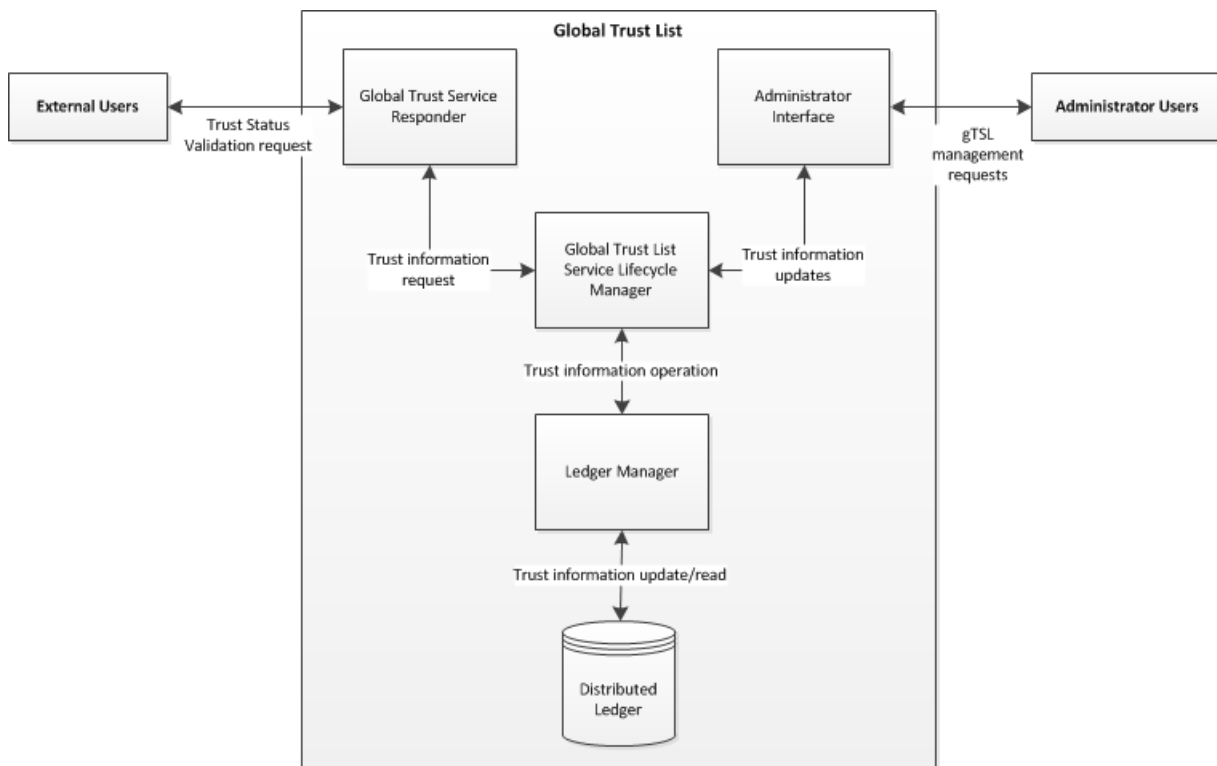 Global Trust List
External Users
Trust Status
Validation request
Global Trust Service
Responder
Administrator
Interface
Administrator Users
gTSL
management
requests
Trust information
request
Global Trust List
Service Lifecycle
Manager
Trust information
updates
Trust information operation
Ledger Manager
Trust information update/read
Distributed
Ledger